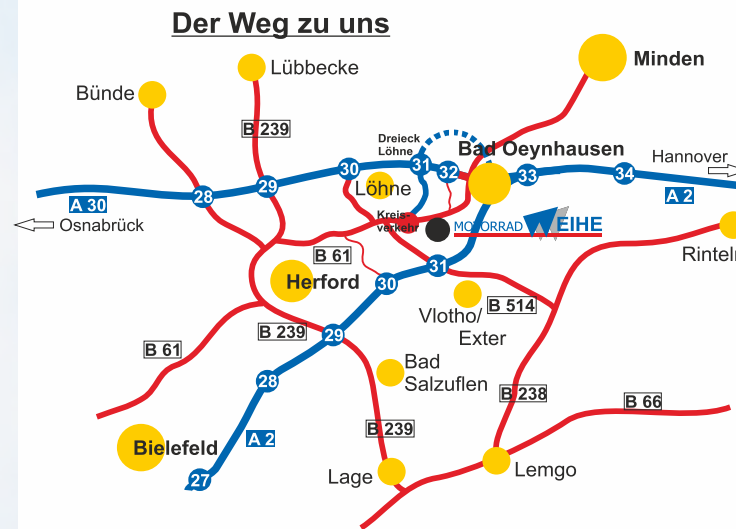 Der Weg zu uns
Minden
Lübbecke
Bünde
B 239
Dreieck
Löhne
Bad Oeynhausen
Hannover
30
31
32
33
34
28
29
Löhne
A 30
A 2
Osnabrück
Kreis-
verkehr
MOTORRAD WEIHE
Rinteln
B 61
31
30
Herford
B 514
Vlotho/
Exter
B 239
29
B 61
Bad
Salzuflen
28
B 238
B 66
B 239
Bielefeld
A 2
27
Lage
Lemgo